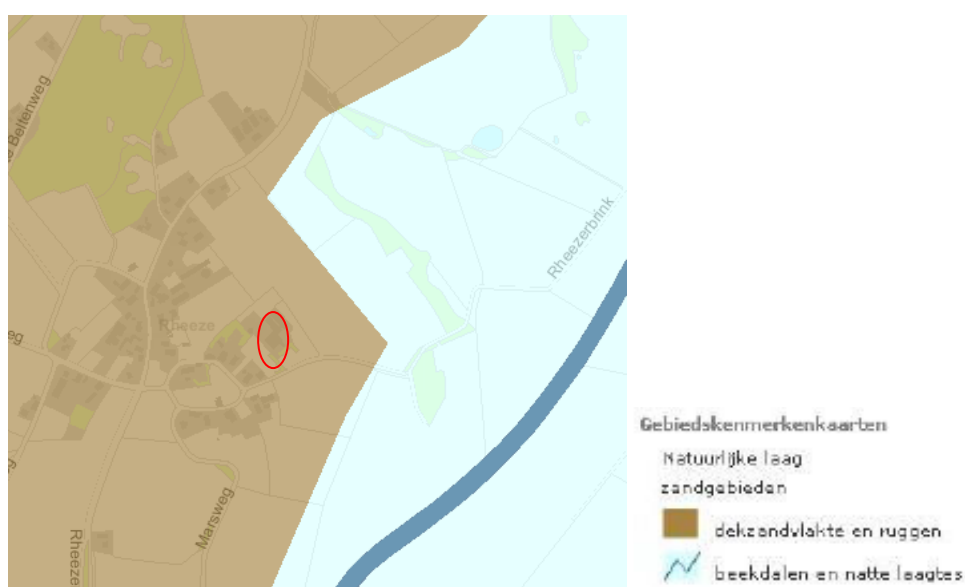 e Beltenweg
Rheezerbrink
Rheeze
eg
Marsweg
Rheeze
Gebiedskenmerkenkaarten
Natuurlijke laag
zandgebieden
dekzandvlakte en ruggen
beekdalen en natte laagtes